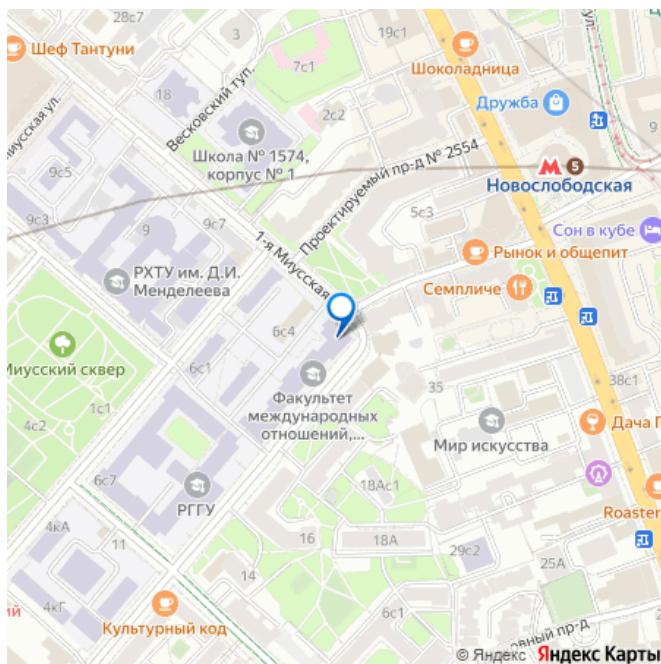 28с7
Шеф Тантуни
3
19с1
Шоколадница
7с1
18
Весковский туп.
2с2
Дружба
Школа № 1574,
корпус № 1
Проектируемый пр-д № 2554
М 5
Новослободская
9с5
9с3
9
5с3
Сон в кубе
1-я Миусская
Рынок и общепит
РХТУ им. Д.И.
Менделеева
Семпличе
6с4
Миусский сквер
6с1
1с1
4с2
Факультет
международных
отношений,...
35
38с1
Дача
Мир искусства
6с7
РГГУ
18Ас1
Roaster
4кА
11
16
18А
29с2
14
25А
4кГ
6с1
Культурный код
© Яндекс Яндекс Карты